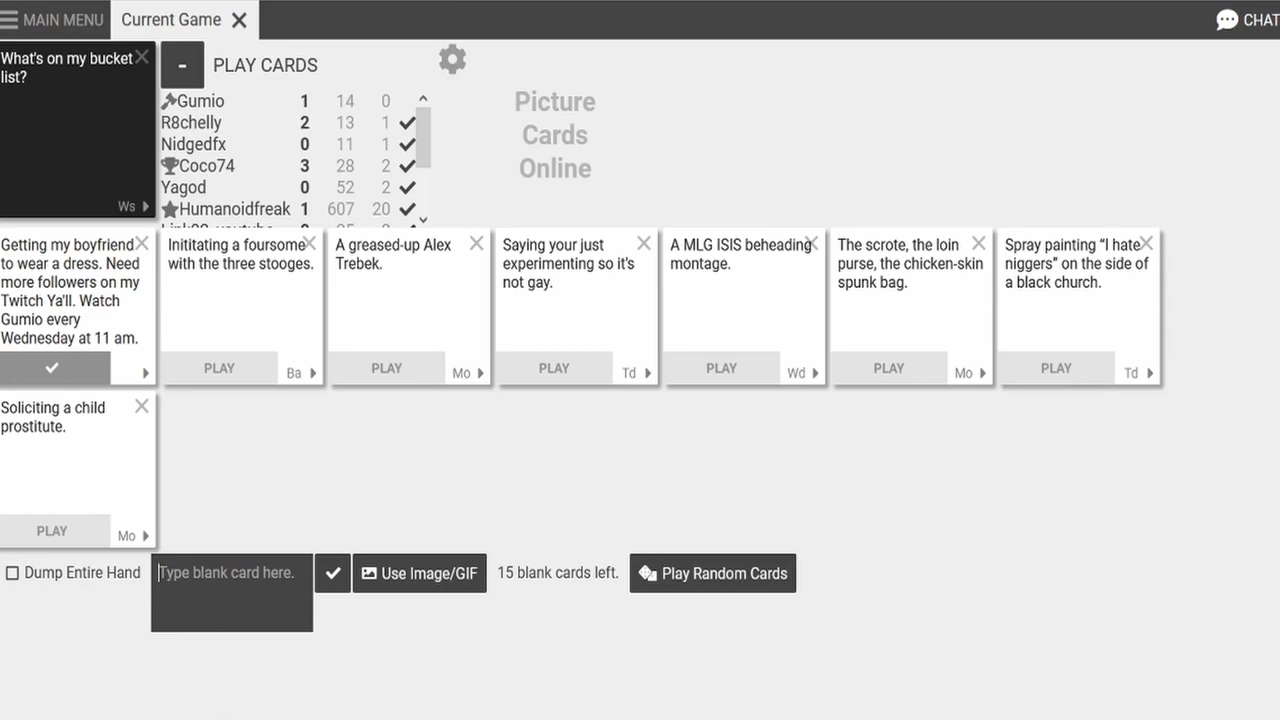 MAIN MENU
Current Game
CHAT
What's on my bucket
list?
Ws
-
PLAY CARDS
Gumio 1 14 0
R8chelly 2 13 1
Nidgedfx 0 11 1
Coco74 3 28 2
Yagod 0 52 2
Humanoidfreak 1 607 20
Picture
Cards
Online
Getting my boyfriend
to wear a dress. Need
more followers on my
Twitch Ya'll. Watch
Gumio every
Wednesday at 11 am.
Inititating a foursome
with the three stooges.
PLAY
Ba
A greased-up Alex
Trebek.
PLAY
Mo
Saying your just
experimenting so it's
not gay.
PLAY
Td
A MLG ISIS beheading
montage.
PLAY
Wd
The scrote, the loin
purse, the chicken-skin
spunk bag.
PLAY
Mo
Spray painting “I hate
niggers” on the side of
a black church.
PLAY
Td
Soliciting a child
prostitute.
PLAY
Mo
Dump Entire Hand
Type blank card here.
Use Image/GIF
15 blank cards left.
Play Random Cards